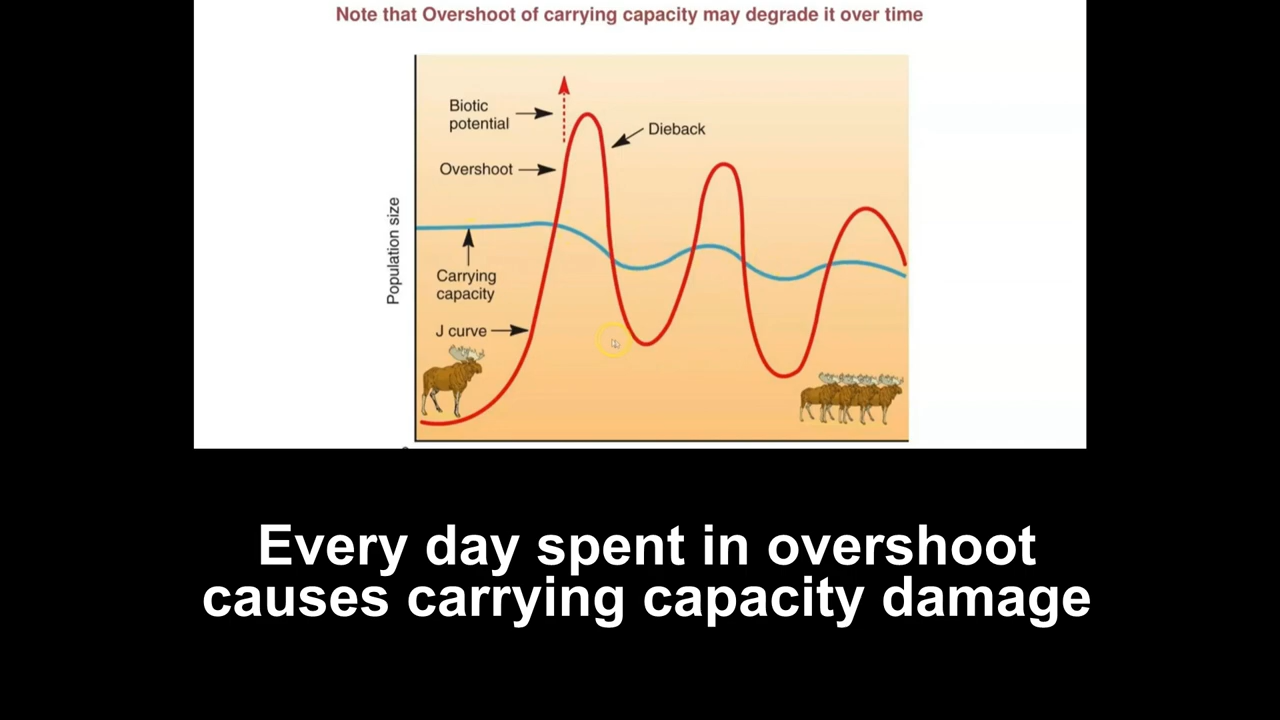 Note that Overshoot of carrying capacity may degrade it over time
Biotic
potential
Dieback
Overshoot
Population size
Carrying
capacity
J curve
Every day spent in overshoot
causes carrying capacity damage